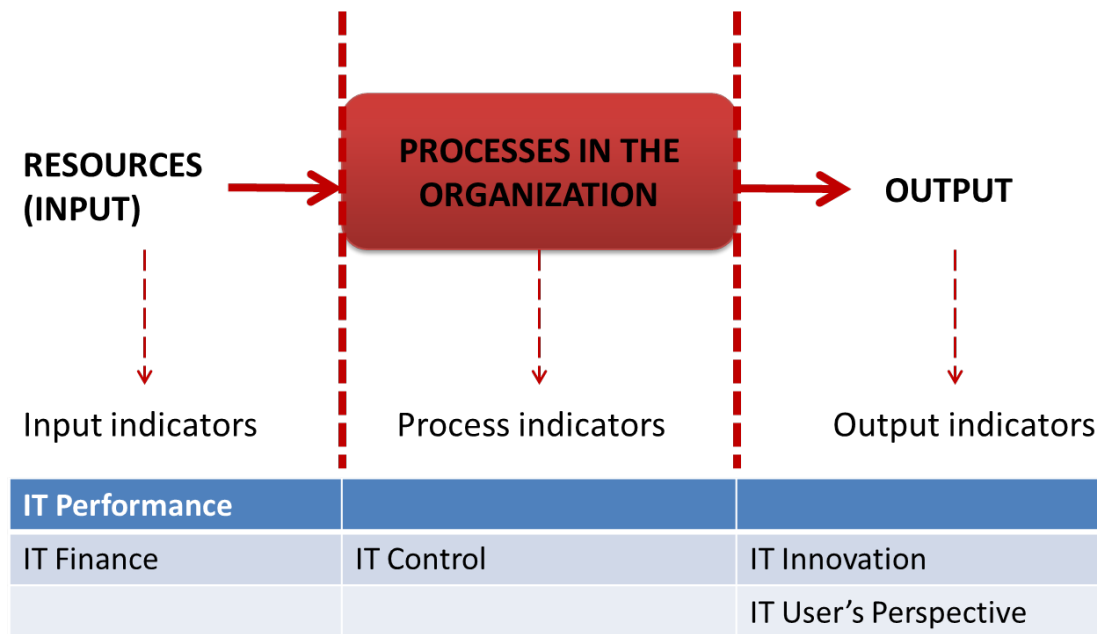 RESOURCES
(INPUT)
PROCESSES IN THE
ORGANIZATION
OUTPUT
Input indicators
Process indicators
Output indicators
IT Performance
IT Finance
IT Control
IT Innovation
IT User's Perspective